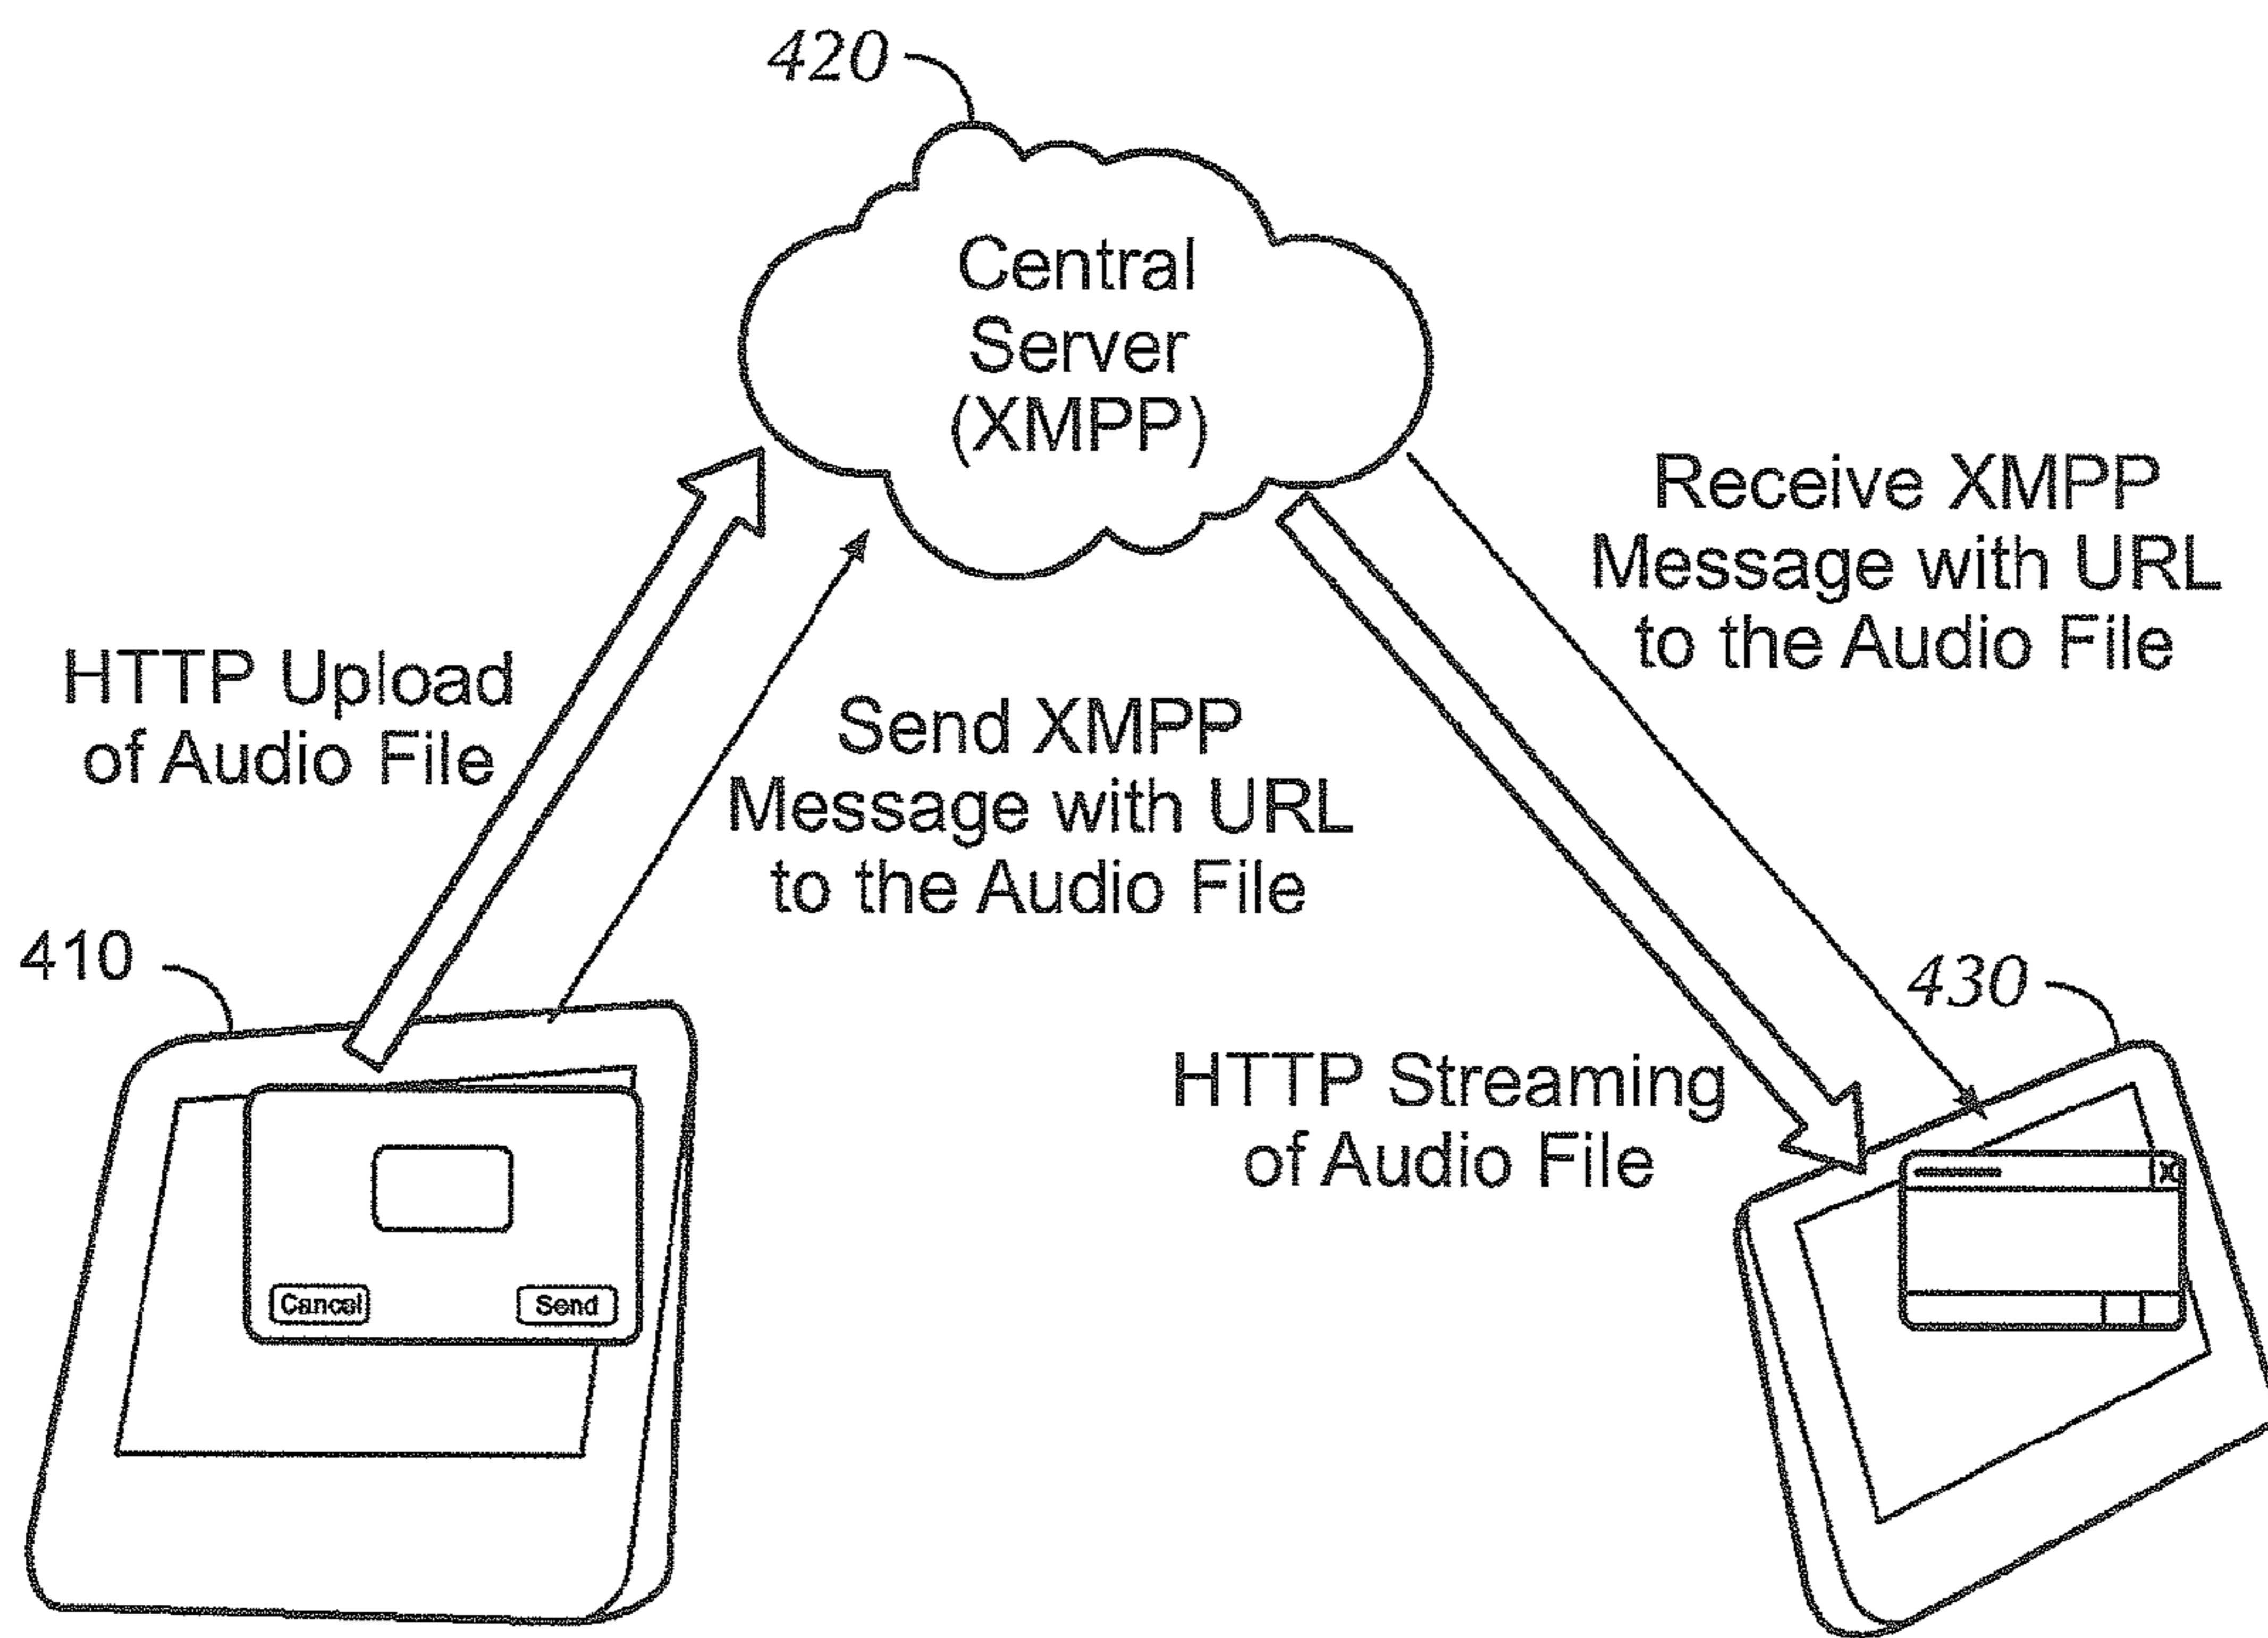 420
Central
Server
(XMPP)
Receive XMPP
Message with URL
to the Audio File
HTTP Upload
of Audio File
Send XMPP
Message with URL
to the Audio File
410
430
HTTP Streaming
of Audio File
Cancel
Send
X